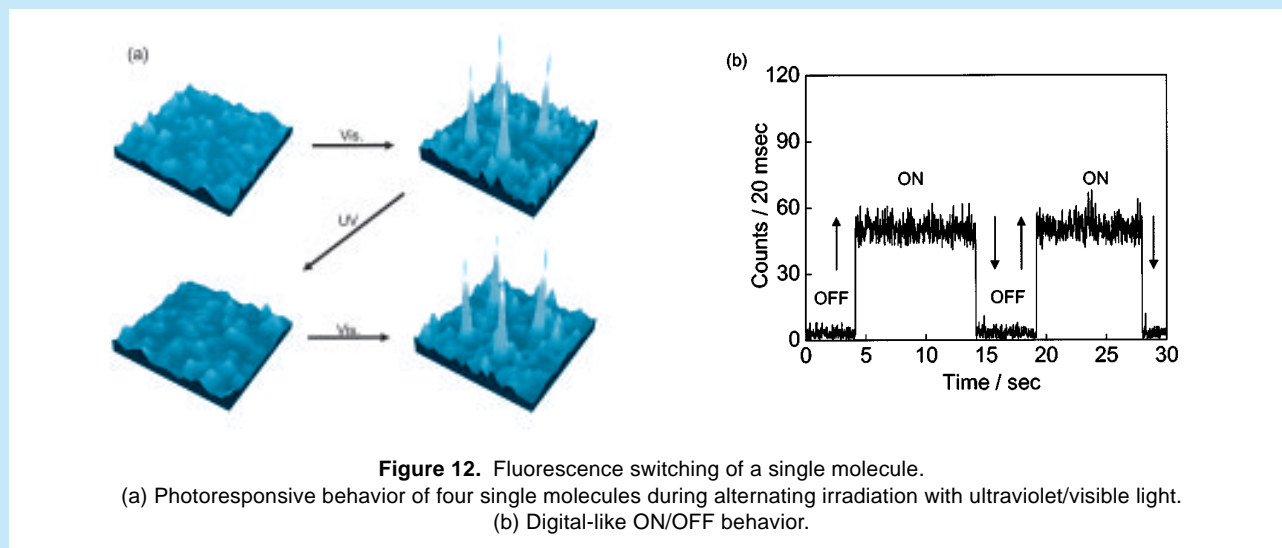 (a)
Vis.
UV
Vis.
(b)
Counts / 20 msec
120
90
60
30
0
ON
ON
OFF
OFF
0 5 10 15 20 25 30
Time / sec
Figure 12. Fluorescence switching of a single molecule.
(a) Photoresponsive behavior of four single molecules during alternating irradiation with ultraviolet/visible light.
(b) Digital-like ON/OFF behavior.